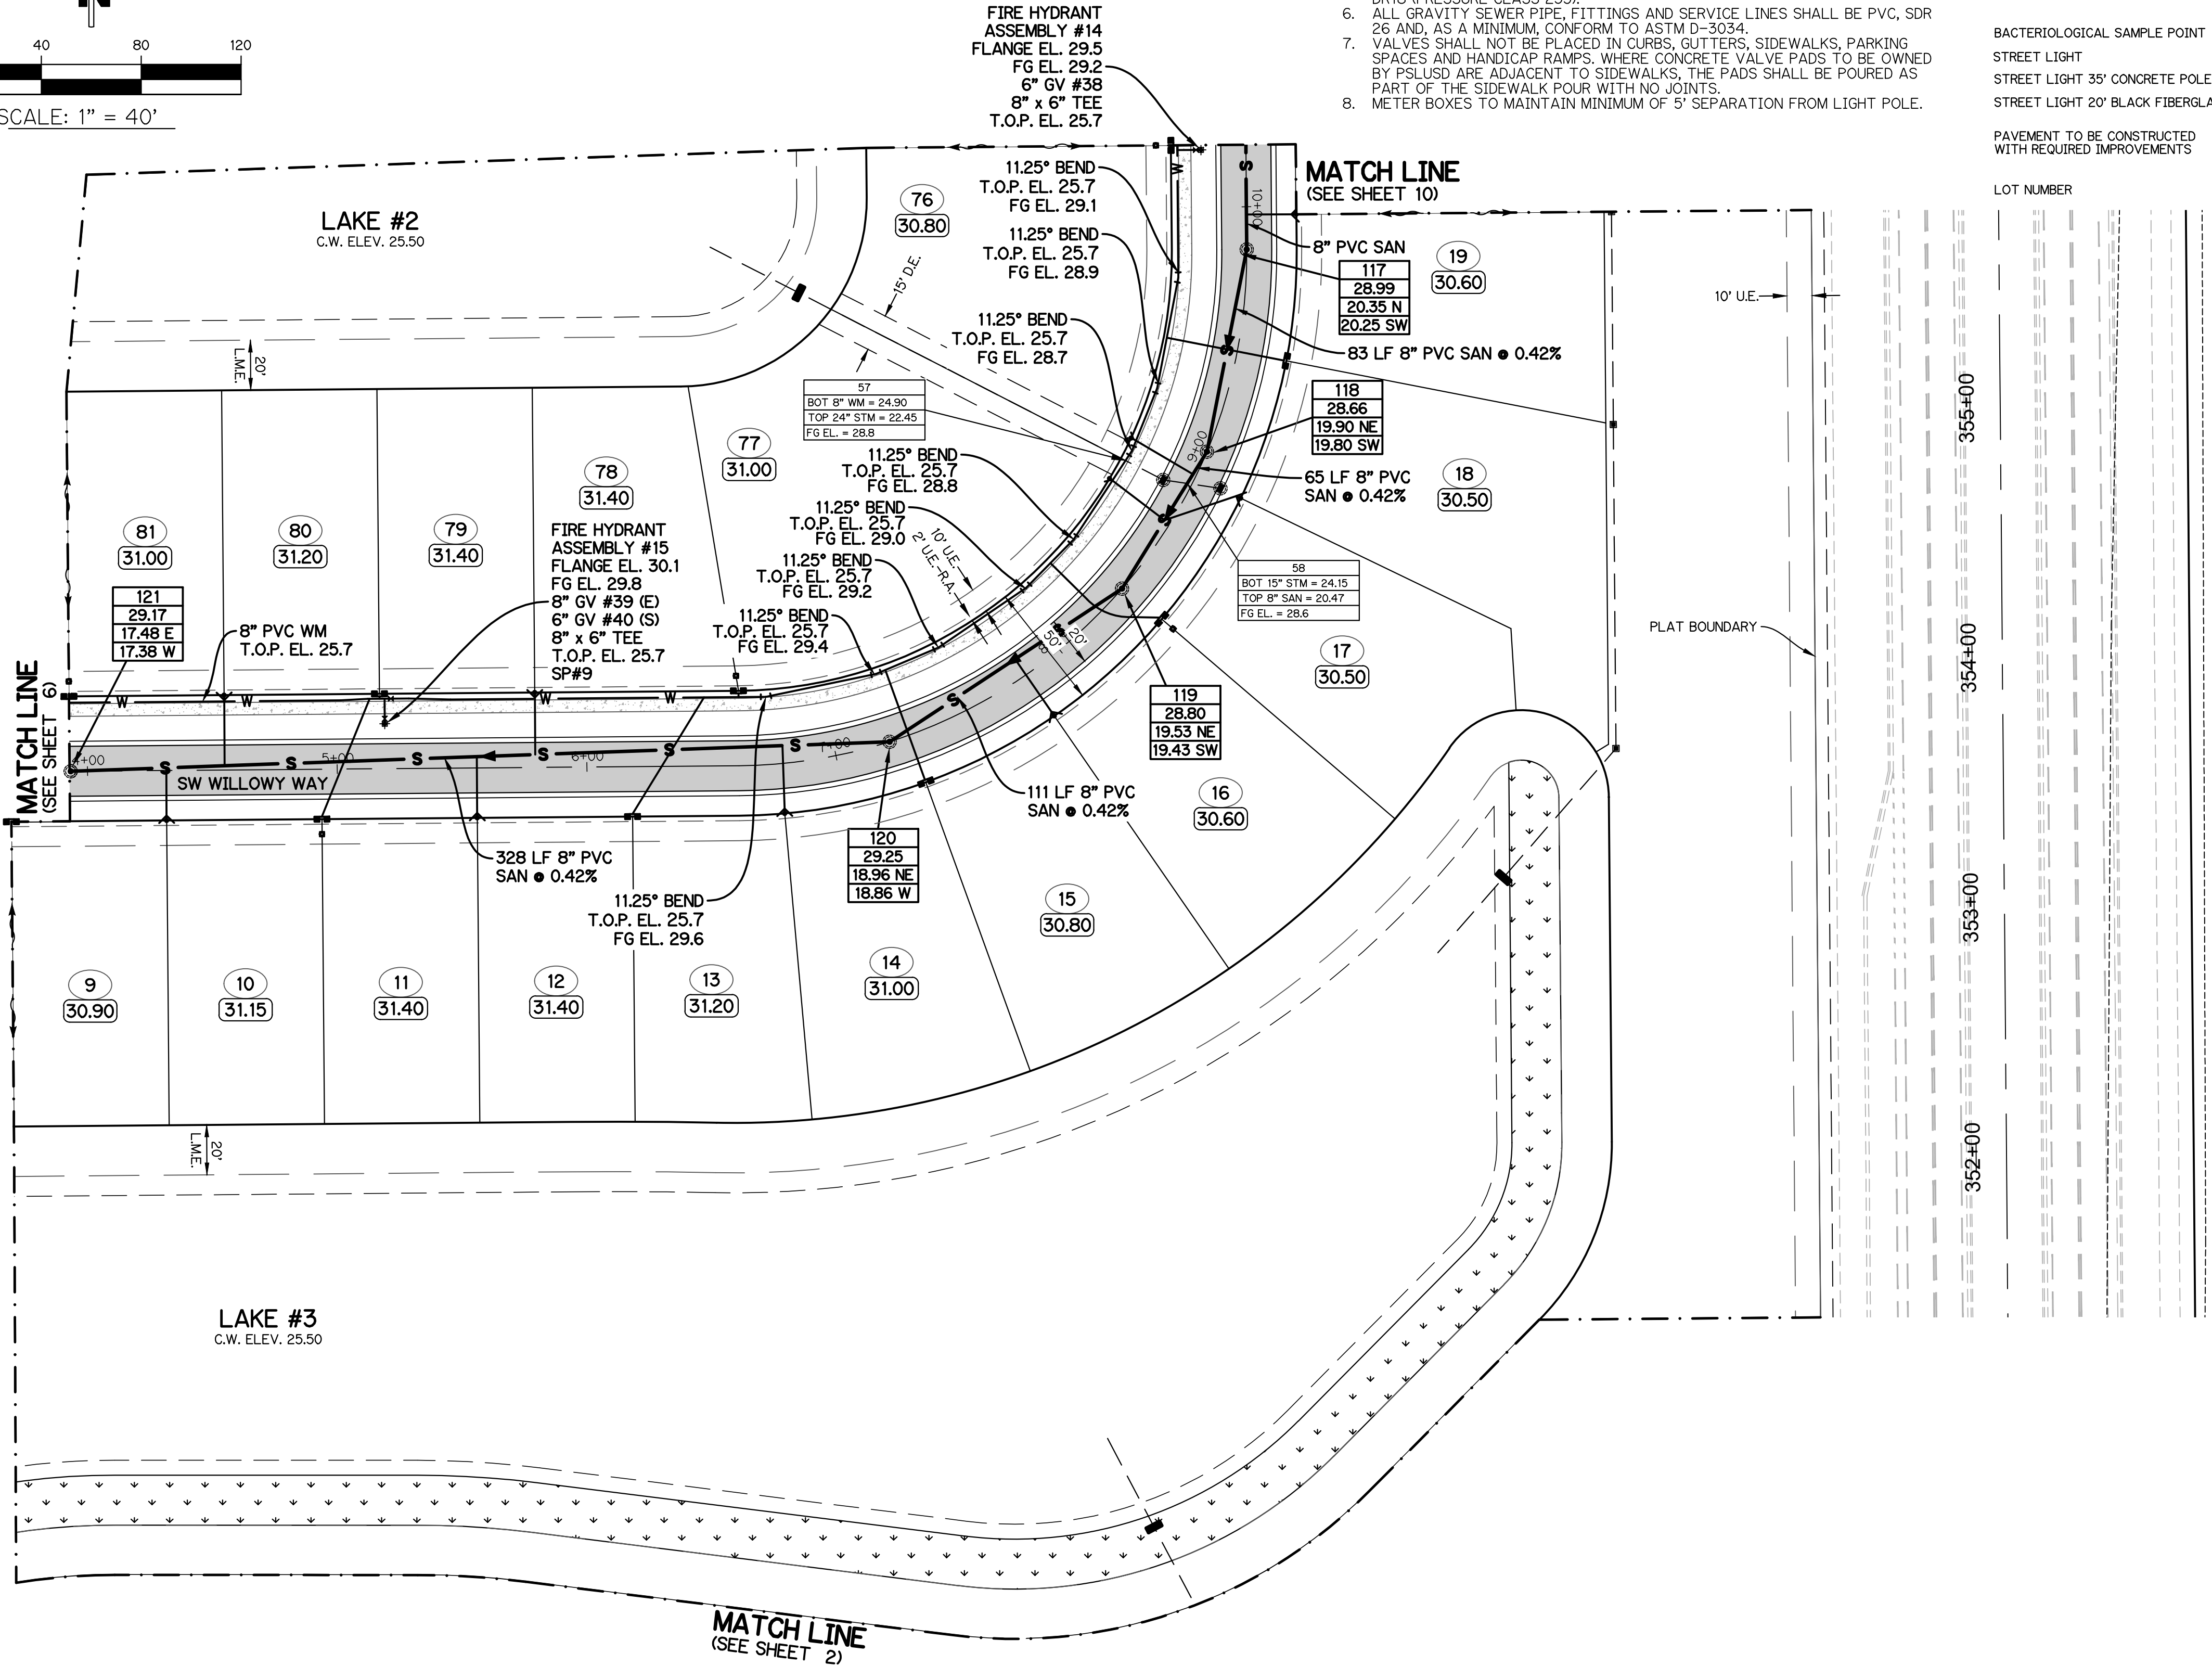 40 80 120
SCALE: 1" = 40'
FIRE HYDRANT
ASSEMBLY #14
FLANGE EL. 29.5
FG EL. 29.2
6" GV #38
8" x 6" TEE
T.O.P. EL. 25.7
6. ALL GRAVITY SEWER PIPE, FITTINGS AND SERVICE LINES SHALL BE PVC, SDR
26 AND, AS A MINIMUM, CONFORM TO ASTM D-3034.
7. VALVES SHALL NOT BE PLACED IN CURBS, GUTTERS, SIDEWALKS, PARKING
SPACES AND HANDICAP RAMPS. WHERE CONCRETE VALVE PADS TO BE OWNED
BY PSLUSD ARE ADJACENT TO SIDEWALKS, THE PADS SHALL BE POURED AS
PART OF THE SIDEWALK POUR WITH NO JOINTS.
8. METER BOXES TO MAINTAIN MINIMUM OF 5' SEPARATION FROM LIGHT POLE.
BACTERIOLOGICAL SAMPLE POINT
STREET LIGHT
STREET LIGHT 35' CONCRETE POLE
STREET LIGHT 20' BLACK
PAVEMENT TO BE CONSTRUCTED
WITH REQUIRED IMPROVEMENTS
LOT NUMBER
MATCH LINE
(SEE SHEET 10)
LAKE #2
C.W. ELEV. 25.50
76
30.80
11.25° BEND
T.O.P. EL. 25.7
FG EL. 29.1
11.25° BEND
T.O.P. EL. 25.7
FG EL. 28.9
11.25° BEND
T.O.P. EL. 25.7
FG EL. 28.7
W
S
10+00
8" PVC SAN
117
28.99
20.35 N
20.25 SW
19
30.60
10' U.E.
15' D.E.
83 LF 8" PVC SAN @ 0.42%
S
20'
L.M.E.
57
BOT 8" WM = 24.90
TOP 24" STM = 22.45
FG EL. = 28.8
118
28.66
19.90 NE
19.80 SW
355+00
9+00
77
31.00
78
31.40
11.25° BEND
T.O.P. EL. 25.7
FG EL. 28.8
65 LF 8" PVC
SAN @ 0.42%
18
30.50
S
81
31.00
80
31.20
79
31.40
FIRE HYDRANT
ASSEMBLY #15
FLANGE EL. 30.1
FG EL. 29.8
8" GV #39 (E)
6" GV #40 (S)
8" x 6" TEE
T.O.P. EL. 25.7
SP#9
11.25° BEND
T.O.P. EL. 25.7
FG EL. 29.0
10' U.E.
2' U.E.-R.A.
11.25° BEND
T.O.P. EL. 25.7
FG EL. 29.2
58
BOT 15" STM = 24.15
TOP 8" SAN = 20.47
FG EL. = 28.6
121
29.17
17.48 E
17.38 W
8" PVC WM
T.O.P. EL. 25.7
11.25° BEND
T.O.P. EL. 25.7
FG EL. 29.4
20'
50'
17
30.50
PLAT BOUNDARY
354+00
MATCH LINE
(SEE SHEET 6)
W W W W
S
119
28.80
19.53 NE
19.43 SW
4+00 S S 5+00 S S 6+00 S S 7+00
SW WILLOWY WAY
111 LF 8" PVC
SAN @ 0.42%
16
30.60
328 LF 8" PVC
SAN @ 0.42%
120
29.25
18.96 NE
18.86 W
11.25° BEND
T.O.P. EL. 25.7
FG EL. 29.6
15
30.80
353+00
9
30.90
10
31.15
11
31.40
12
31.40
13
31.20
14
31.00
20'
L.M.E.
352+00
LAKE #3
C.W. ELEV. 25.50
MATCH LINE
(SEE SHEET 2)